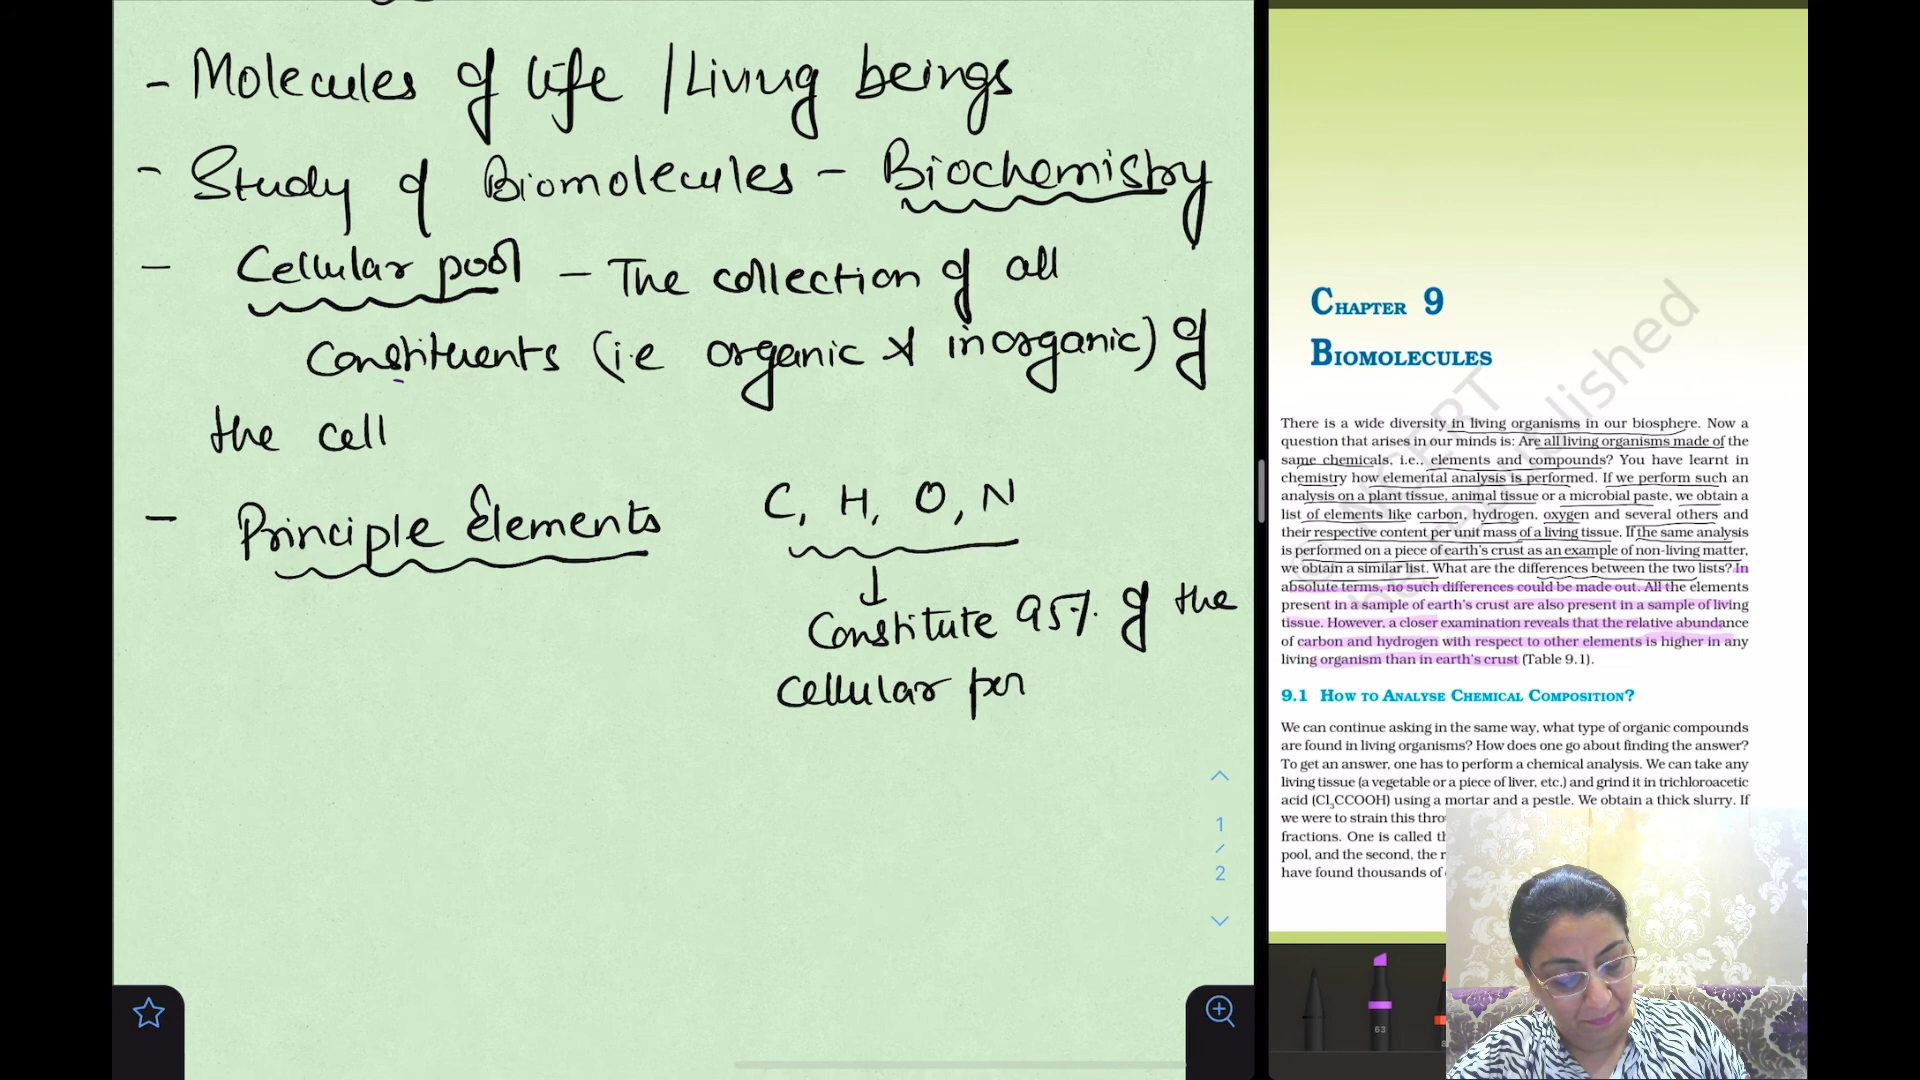 - Molecules of life / Living beings
- Study of Biomolecules - Biochemistry
- Cellular pool - The collection of all
constituents (i.e organic & inorganic) of
the cell
- Principle Elements C, H, O, N
↓
Constitute 95% of the
Cellular
1
/
2
CHAPTER 9
BIOMOLECULES
There is a wide diversity in living organisms in our biosphere. Now a
question that arises in our minds is: Are all living organisms made of the
same chemicals, i.e., elements and compounds? You have learnt in
chemistry how elemental analysis is performed. If we perform such an
analysis on a plant tissue, animal tissue or a microbial paste, we obtain a
list of elements like carbon, hydrogen, oxygen and several others and
their respective content per unit mass of a living tissue. If the same analysis
is performed on a piece of earth's crust as an example of non-living matter,
we obtain a similar list. What are the differences between the two lists? In
absolute terms, no such differences could be made out. All the elements
present in a sample of earth's crust are also present in a sample of living
tissue. However, a closer examination reveals that the relative abundance
of carbon and hydrogen with respect to other elements is higher in any
living organism than in earth's crust (Table 9.1).
9.1 HOW TO ANALYSE CHEMICAL COMPOSITION?
We can continue asking in the same way, what type of organic compounds
are found in living organisms? How does one go about finding the answer?
To get an answer, one has to perform a chemical analysis. We can take any
living tissue (a vegetable or a piece of liver, etc.) and grind it in trichloroacetic
acid (Cl3CCOOH) using a mortar and a pestle. We obtain a thick slurry. If
we were to strain this thro
fractions. One is called th
pool, and the second, the r
have found thousands of
63